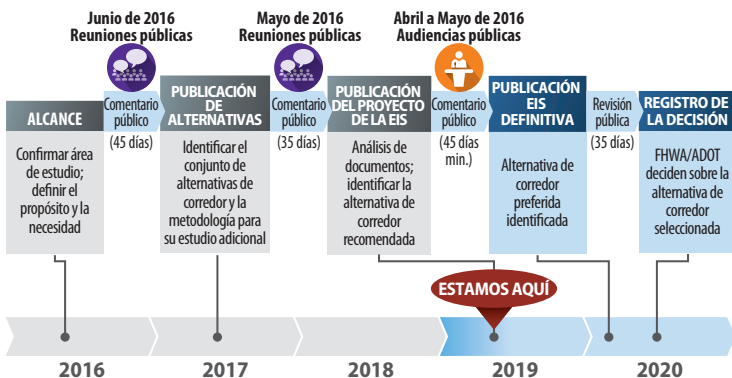 Junio de 2016
Reuniones públicas
Mayo de 2016
Reuniones públicas
Abril a Mayo de 2016
Audiencias públicas
ALCANCE
Confirmar área
de estudio;
definir el
propósito y la
necesidad
Comentario
público
(45 días)
PUBLICACIÓN
DE
ALTERNATIVAS
Identificar el
conjunto de
alternativas de
corredor y la
metodología para
su estudio adicional
Comentario
público
(35 días)
PUBLICACIÓN
DEL PROYECTO
DE LA EIS
Análisis de
documentos;
identificar la
alternativa de
corredor
recomendada
Comentario
público
(45 días
min.)
PUBLICACIÓN
EIS
DEFINITIVA
Alternativa de
corredor
preferida
identificada
Revisión
pública
(35 días)
REGISTRO DE
LA DECISIÓN
FHWA/ADOT
deciden sobre la
alternativa de
corredor
seleccionada
ESTAMOS AQUÍ
2016
2017
2018
2019
2020